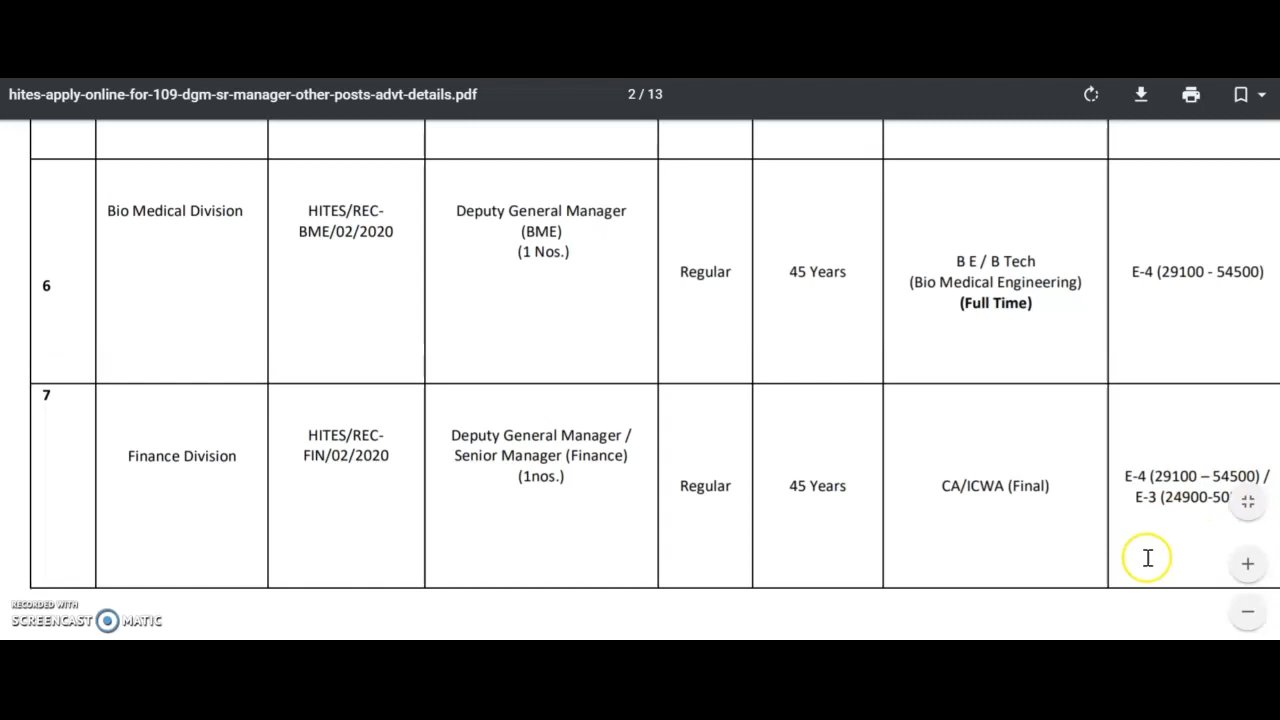 hites-apply-online-for-109-dgm-sr-manager-other-posts-advt-details.pdf
2 / 13
6
Bio Medical Division
HITES/REC-
BME/02/2020
Deputy General Manager
(BME)
(1 Nos.)
Regular
45 Years
B E / B Tech
(Bio Medical Engineering)
(Full Time)
E-4 (29100 - 54500)
7
Finance Division
HITES/REC-
FIN/02/2020
Deputy General Manager /
Senior Manager (Finance)
(1nos.)
Regular
45 Years
CA/ICWA (Final)
E-4 (29100 – 54500) /
E-3 (24900-
RECORDED WITH
SCREENCAST MATIC